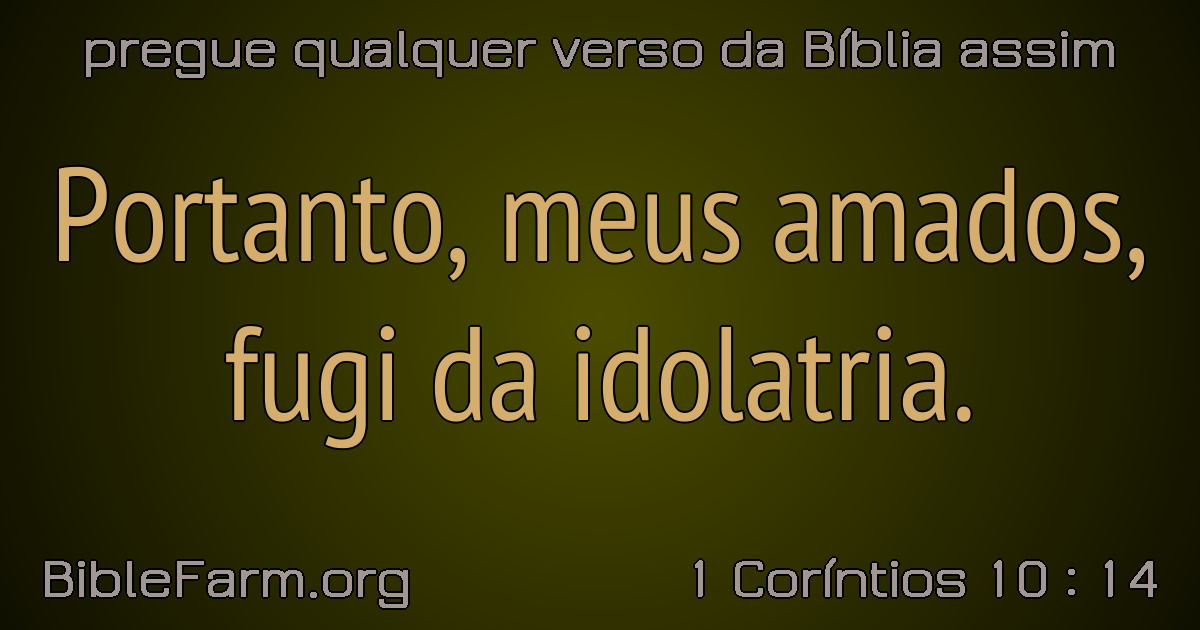 pregue qualquer verso da Bíblia assim
Portanto, meus amados,
fugi da idolatria.
BibleFarm.org
1 Coríntios 10 : 14